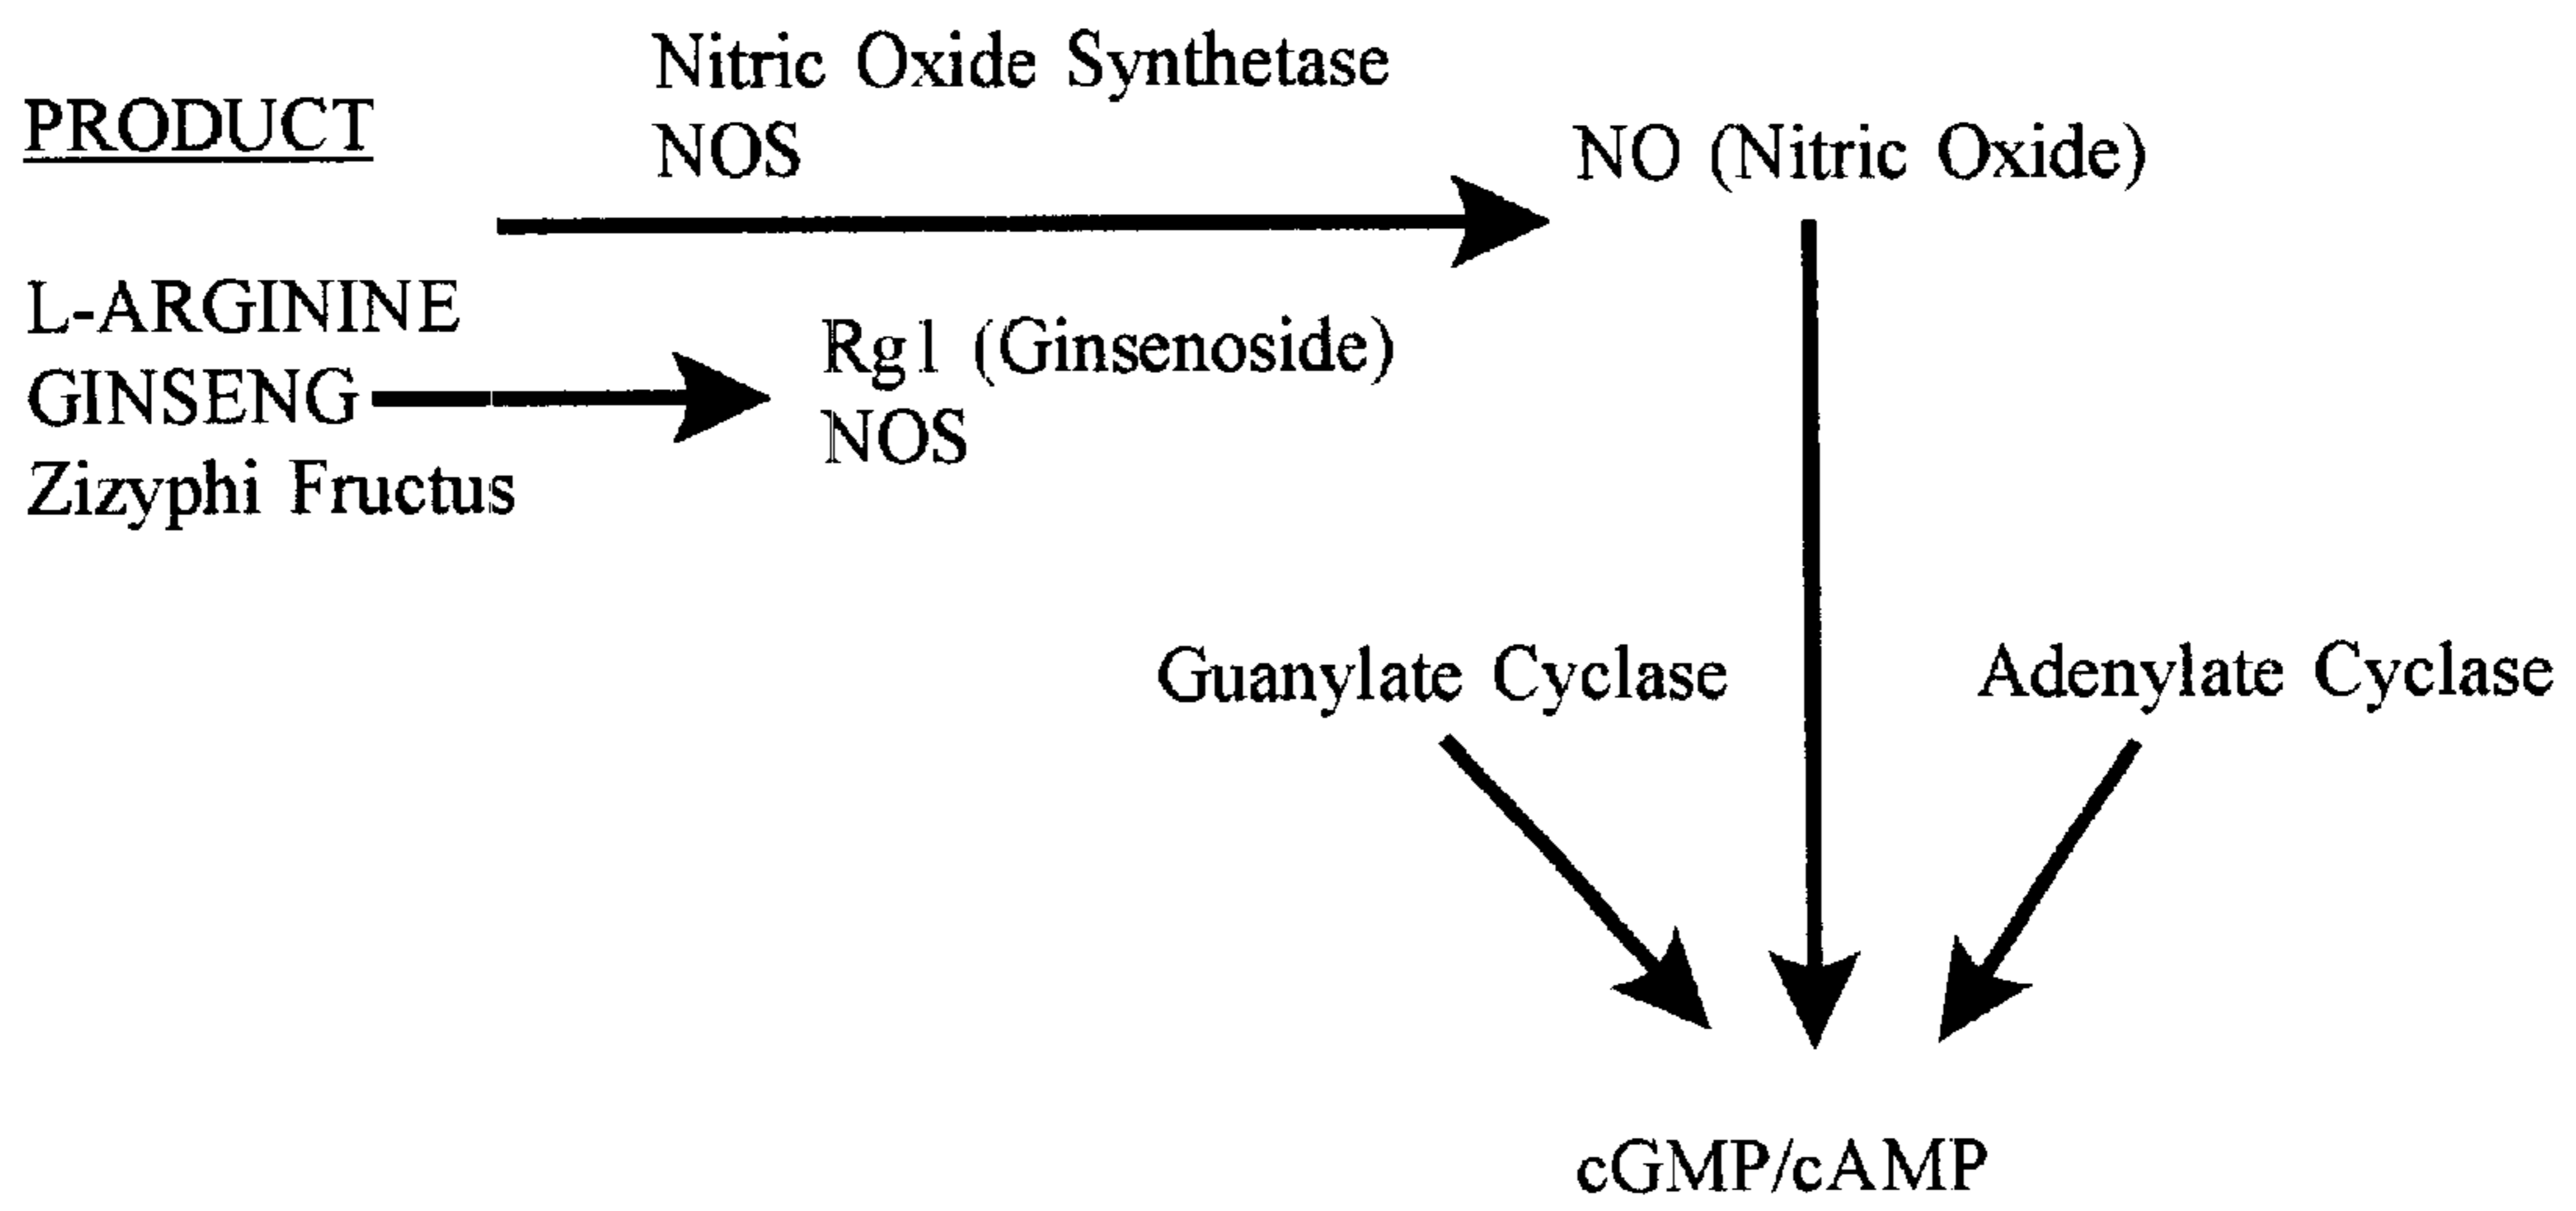 PRODUCT
Nitric Oxide Synthetase
NOS
NO (Nitric Oxide)
L-ARGININE
GINSENG
Zizyphi Fructus
Rg1 (Ginsenoside)
NOS
Guanylate Cyclase
Adenylate Cyclase
cGMP/cAMP